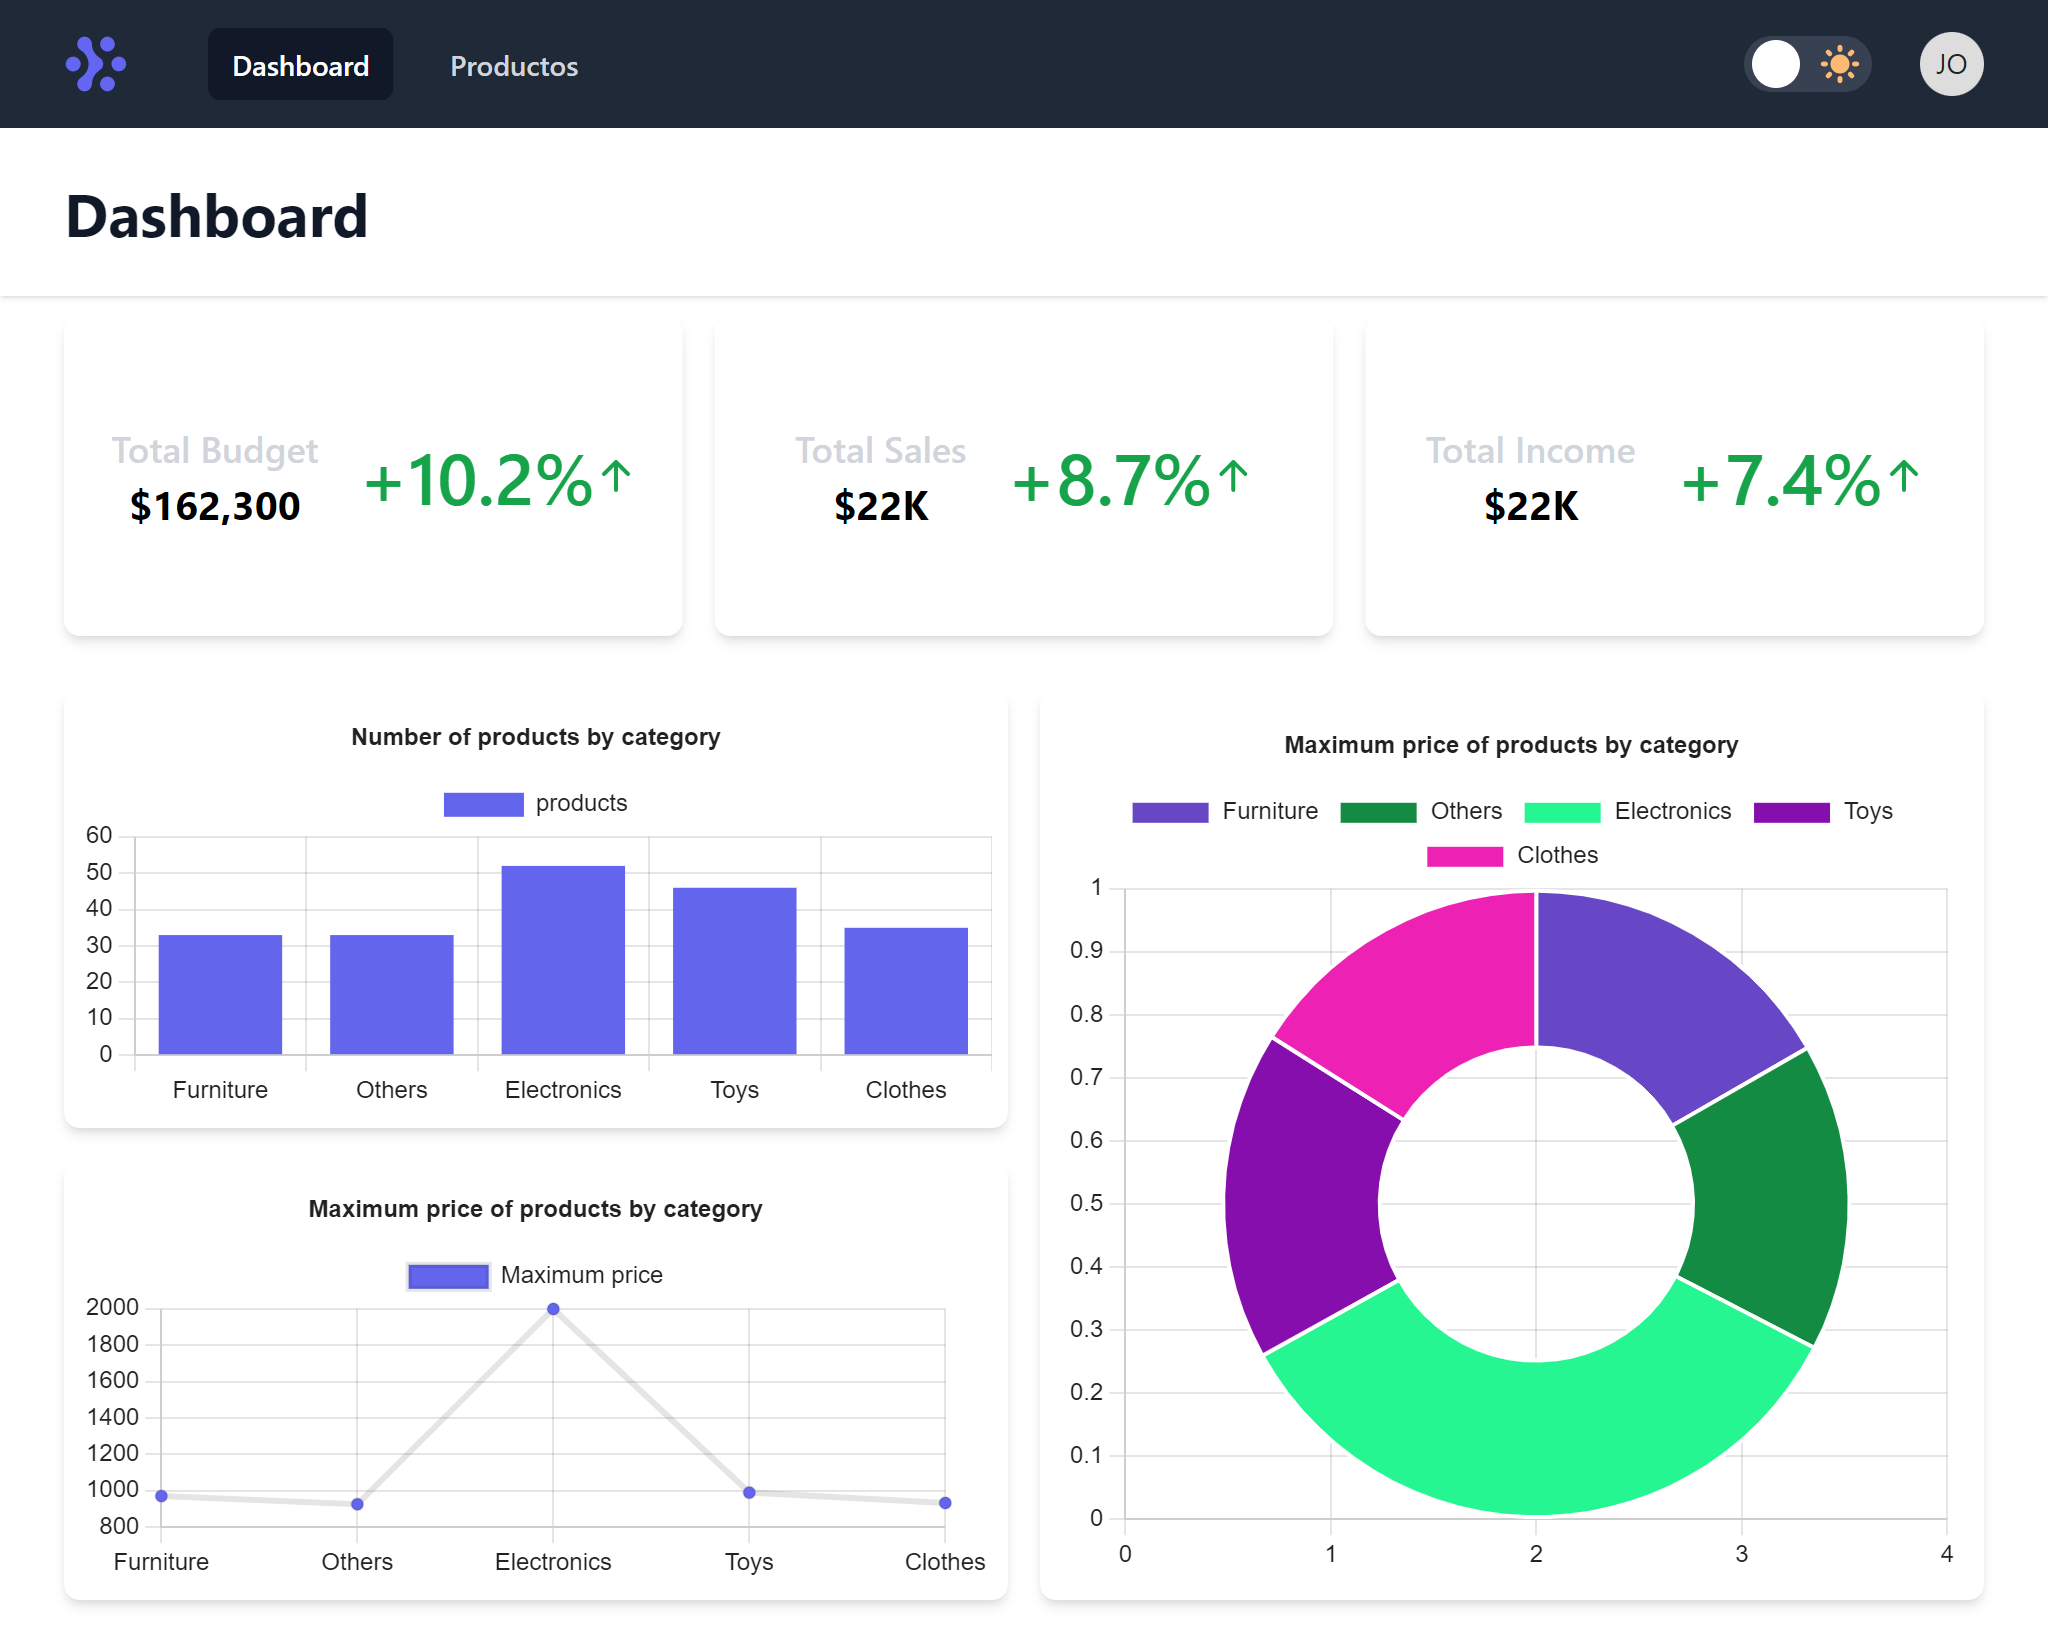 Dashboard Productos JO
Dashboard
Total Budget
$162,300
+10.2%
Total Sales
$22K
+8.7%
Total Income
$22K
+7.4%
Number of products by category
products
60
50
40
30
20
10
0
Furniture Others Electronics Toys Clothes
Maximum price of products by category
Maximum price
2000
1800
1600
1400
1200
1000
800
Furniture Others Electronics Toys Clothes
Maximum price of products by category
Furniture Others Electronics Toys
Clothes
1
0.9
0.8
0.7
0.6
0.5
0.4
0.3
0.2
0.1
0
0 1 2 3 4